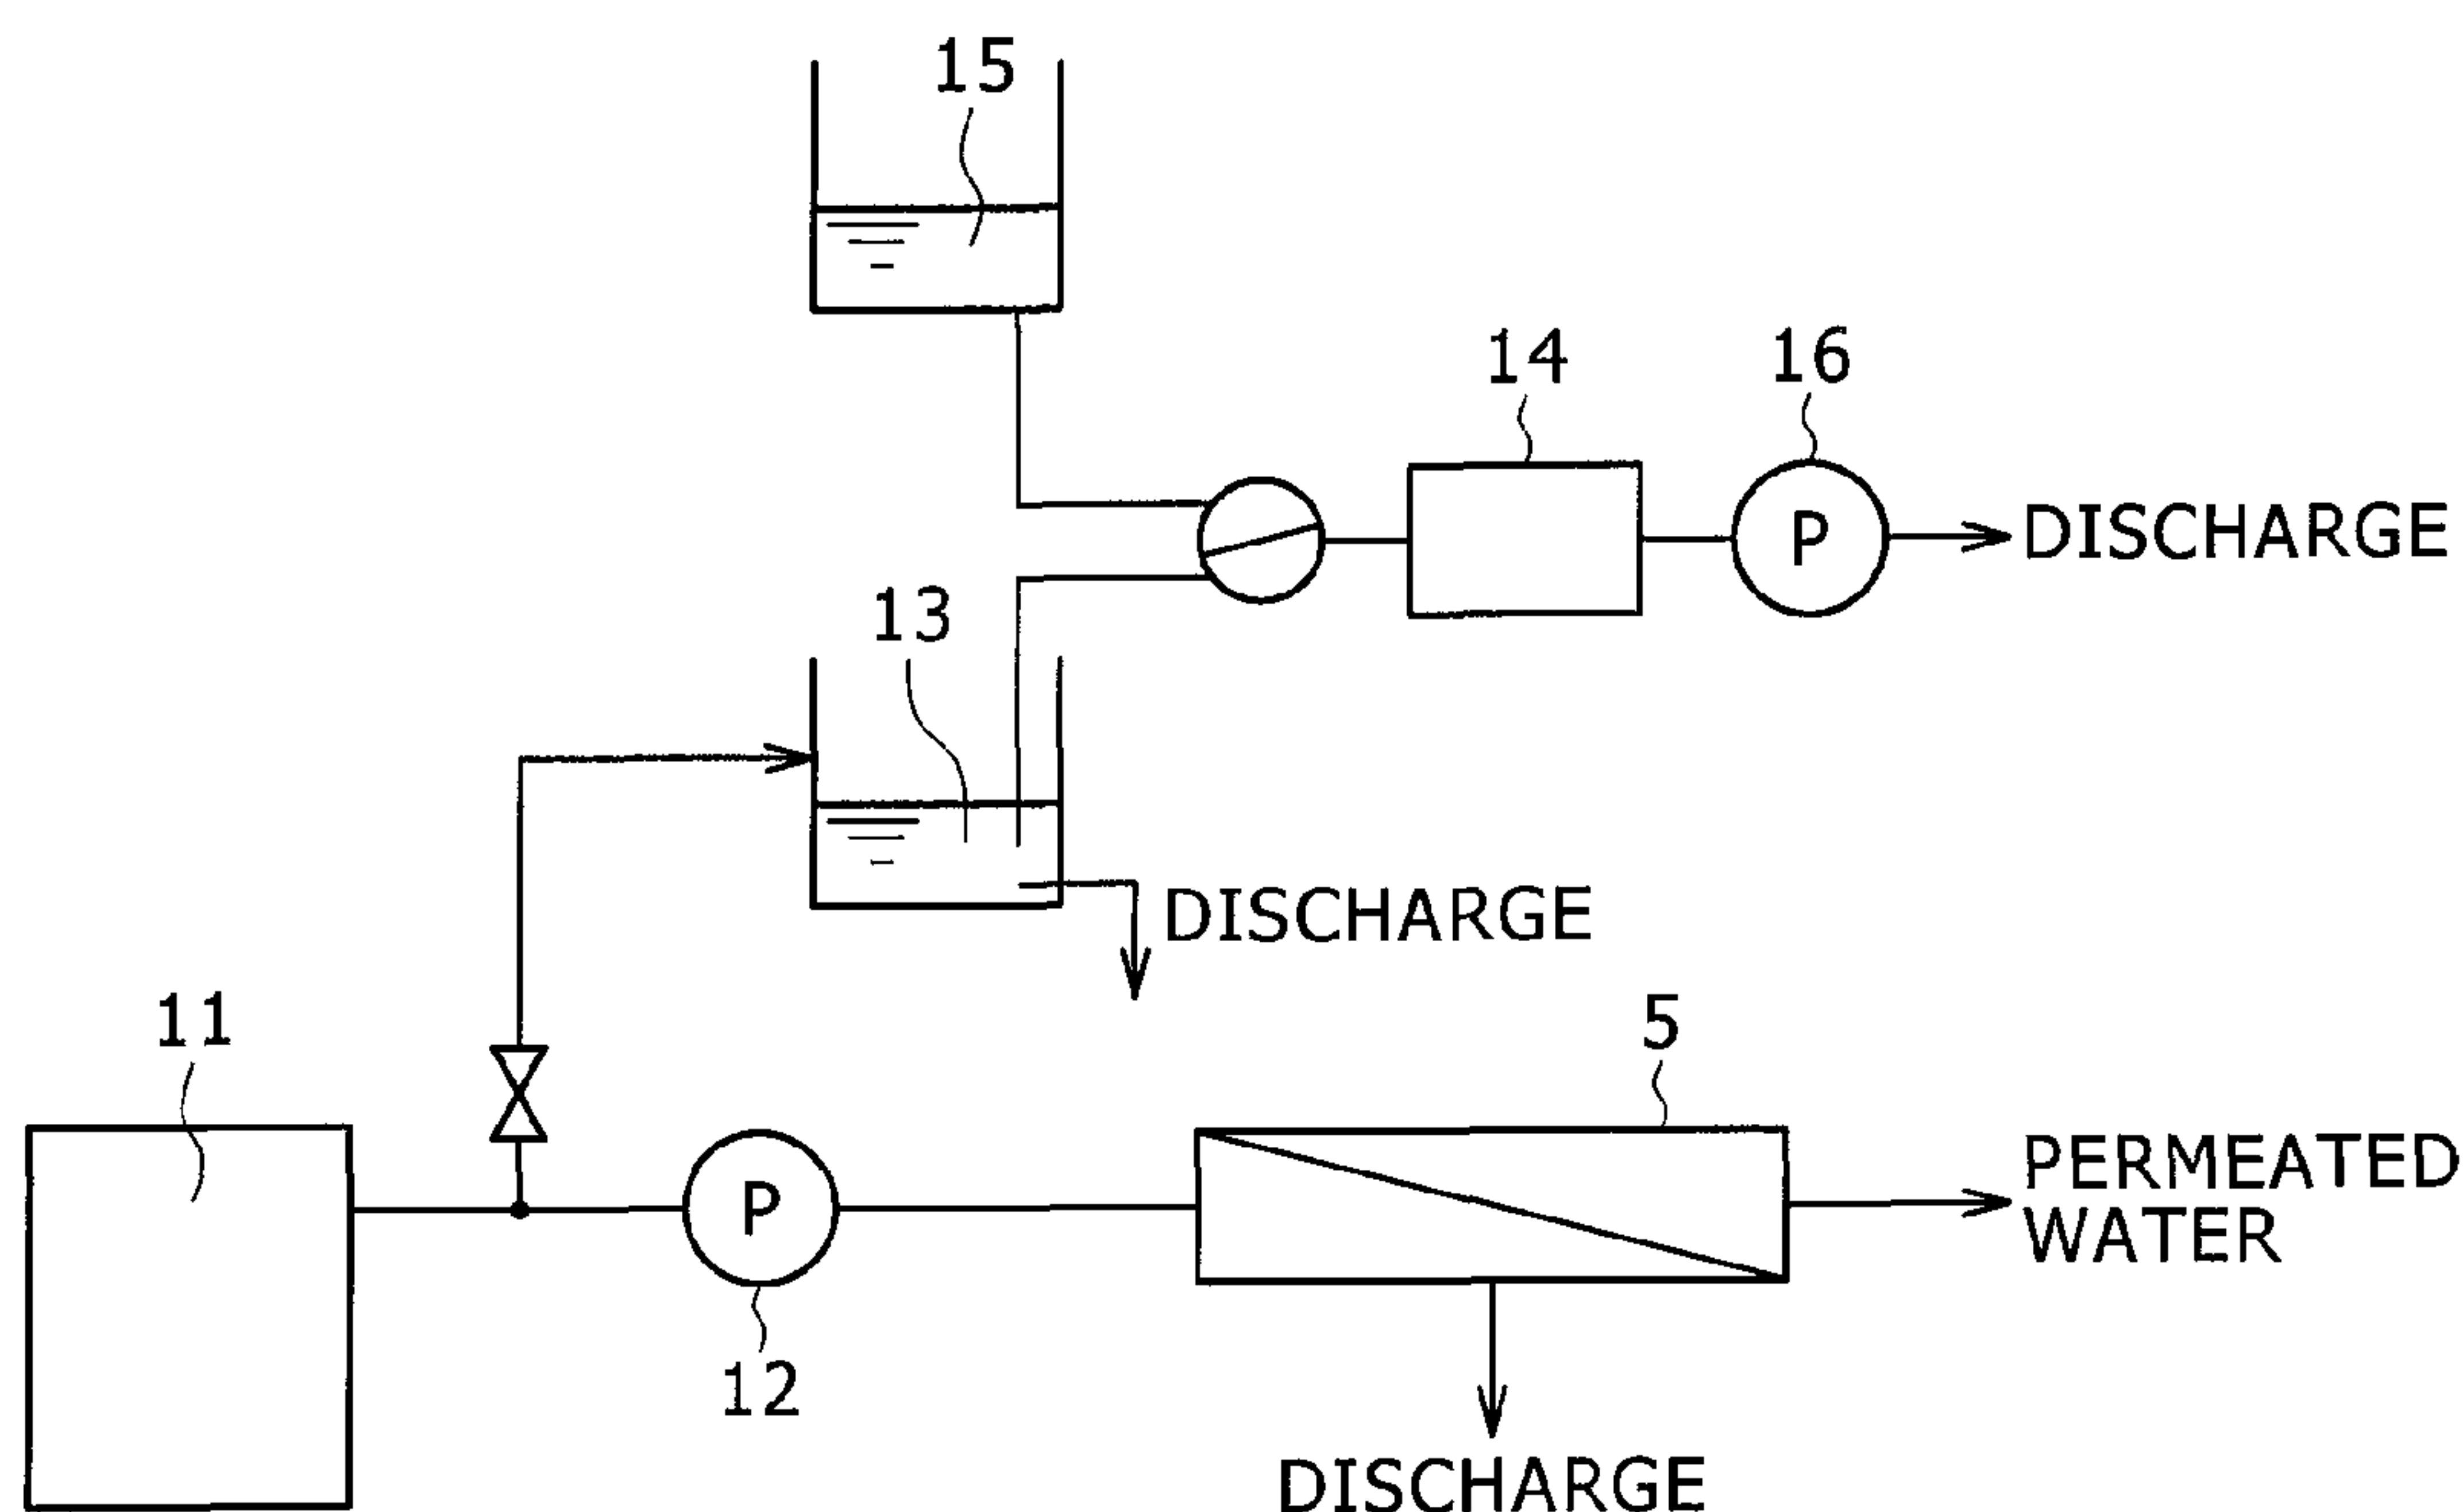 15
14
16
P
DISCHARGE
13
DISCHARGE
11
5
P
PERMEATED
WATER
12
DISCHARGE